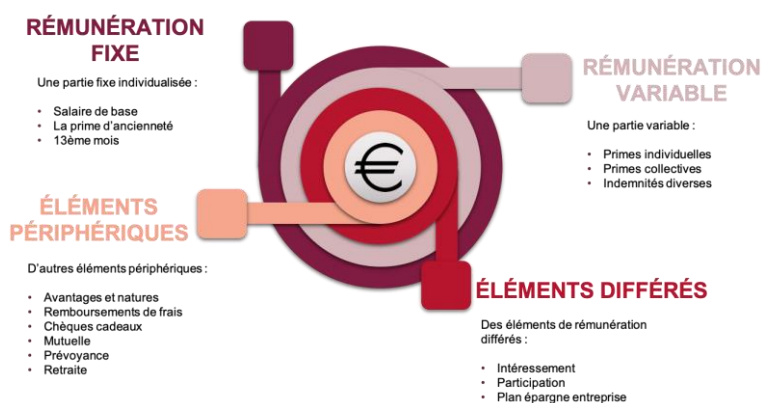 RÉMUNÉRATION
FIXE
Une partie fixe individualisée :
• Salaire de base
• La prime d'ancienneté
• 13ème mois
RÉMUNÉRATION
VARIABLE
Une partie variable :
• Primes individuelles
• Primes collectives
• Indemnités diverses
€
ÉLÉMENTS
PÉRIPHÉRIQUES
D'autres éléments périphériques :
• Avantages et natures
• Remboursements de frais
• Chèques cadeaux
• Mutuelle
• Prévoyance
• Retraite
ÉLÉMENTS DIFFÉRÉS
Des éléments de rémunération
différés :
• Intéressement
• Participation
• Plan épargne entreprise